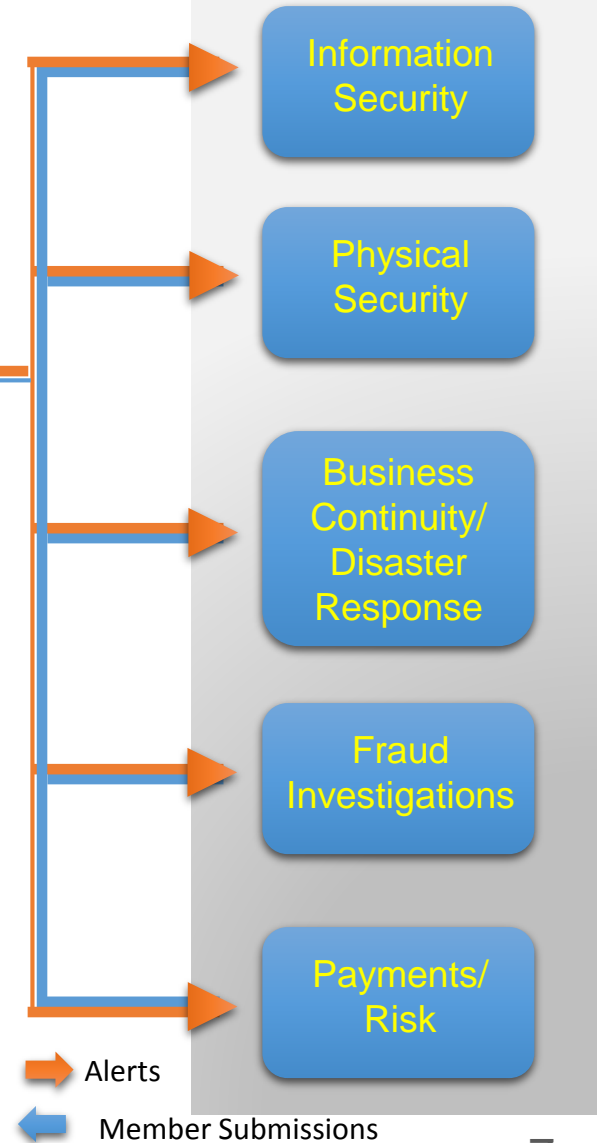 Information
Security
Physical
Security
Business
Continuity/
Disaster
Response
Fraud
Investigations
Payments/
Risk
Alerts
Member Submissions